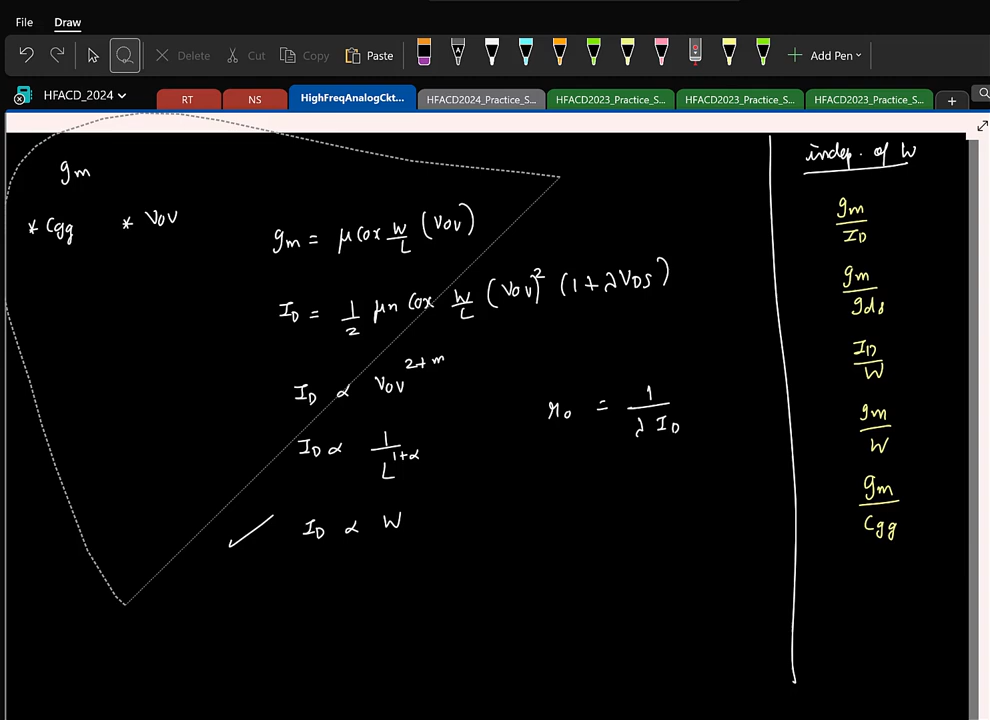 File Draw
Delete Cut Copy Paste Add Pen
HFACD_2024 RT NS HighFreqAnalogCkt... HFACD2024_Practice_S... HFACD2023_Practice_S... HFACD2023_Practice_S... HFACD2023_Practice_S...
gm
* Cgg * VOV
gm = μ Cox W/L (VOV)
ID = 1/2 μn Cox W/L (VOV)² (1 + λVDS)
ID ∝ VOV^(2+m)
ID ∝ 1/L^(1+α)
ro = 1/(λ ID)
✓ ID ∝ W
indep. of W
gm/ID
gm/gds
ID/W
gm/W
gm/Cgg